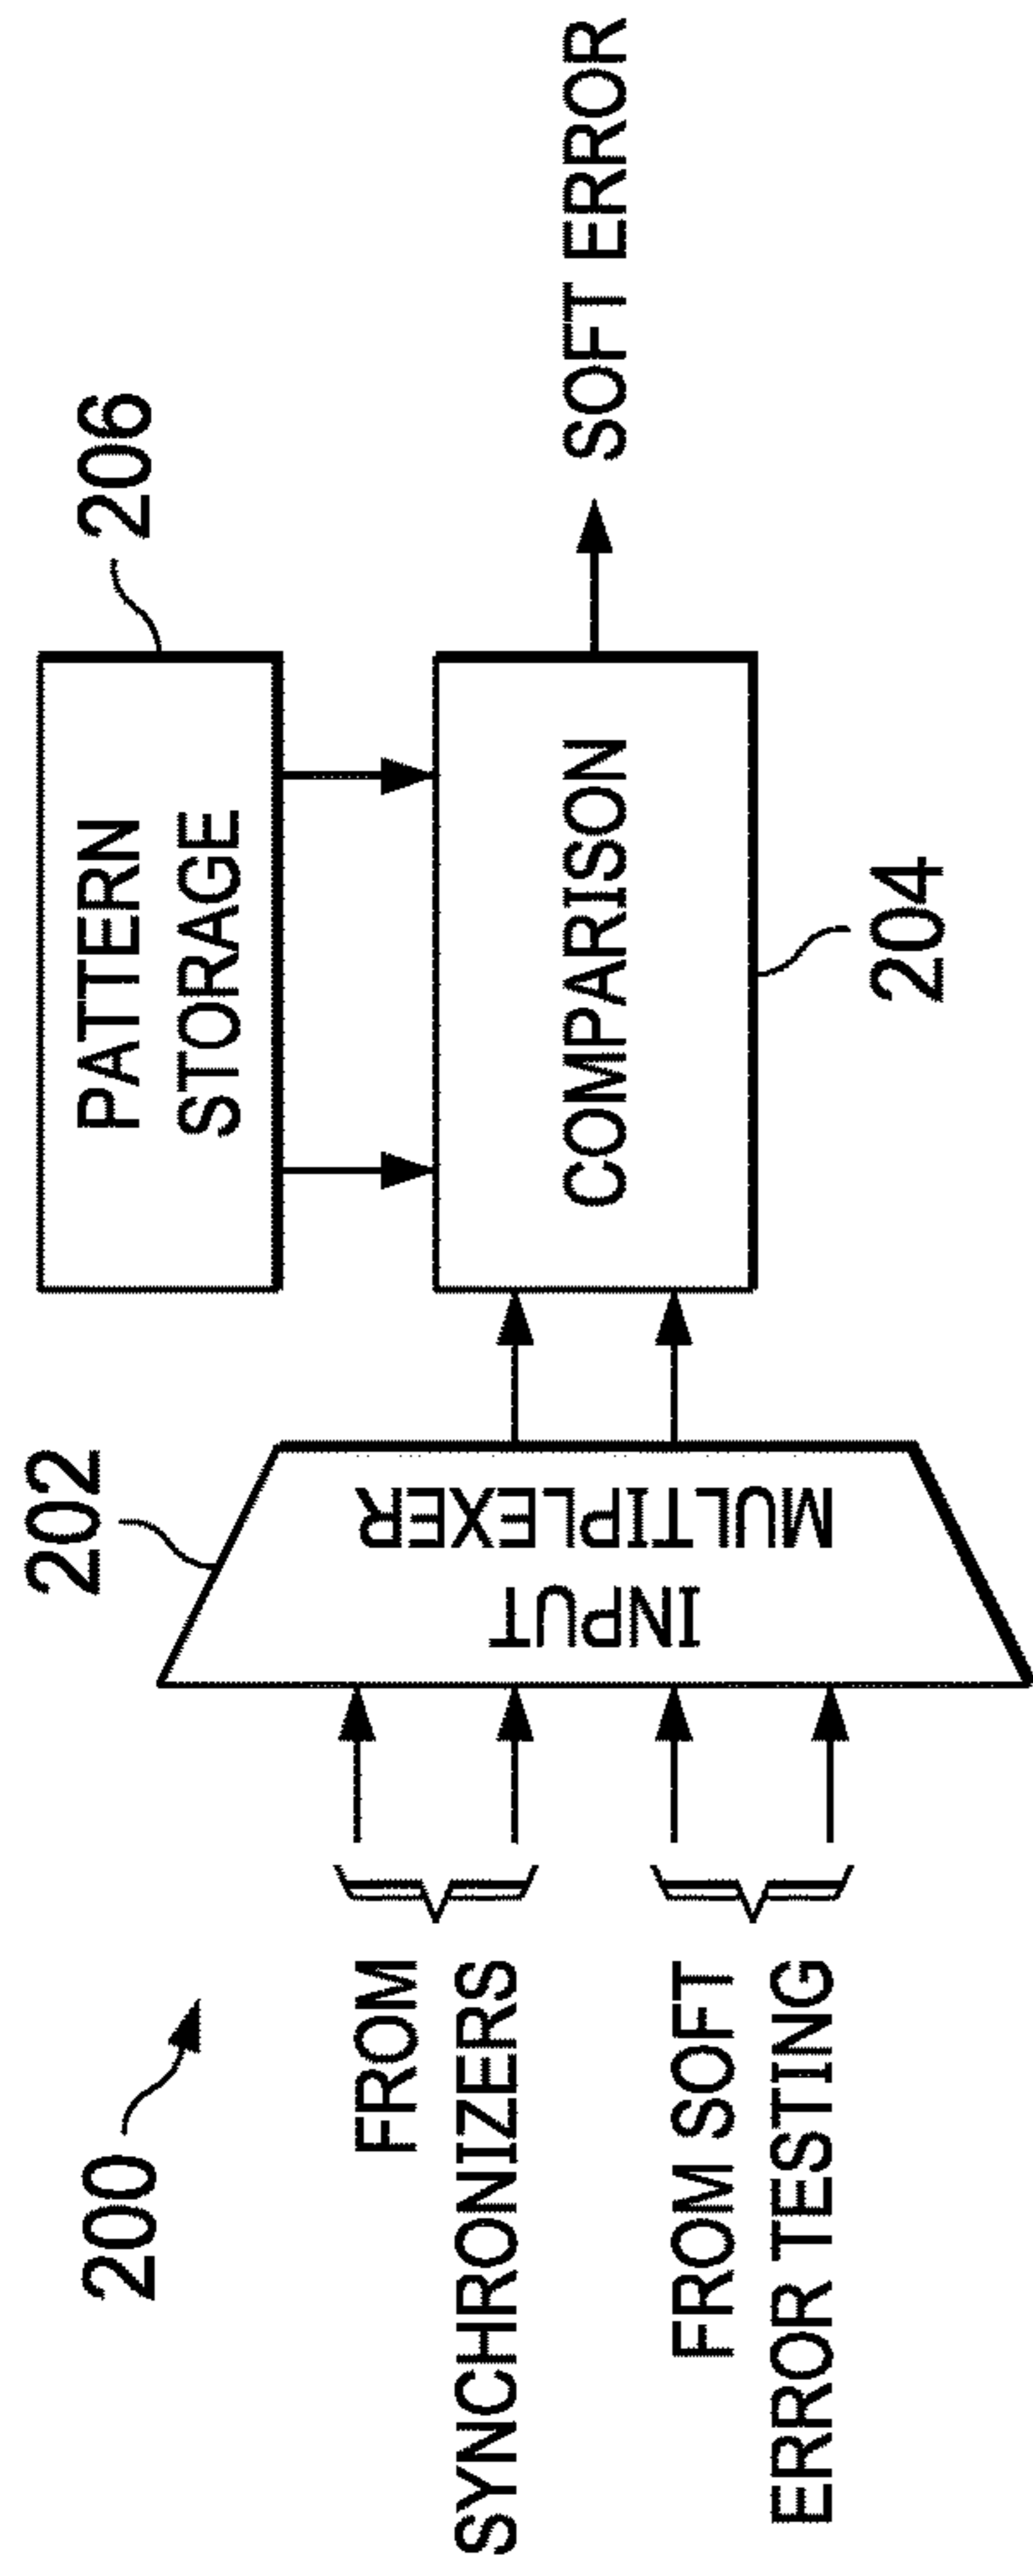 200
FROM
SYNCHRONIZERS
FROM SOFT
ERROR TESTING
202
INPUT
MULTIPLEXER
PATTERN
STORAGE
206
COMPARISON
204
SOFT ERROR